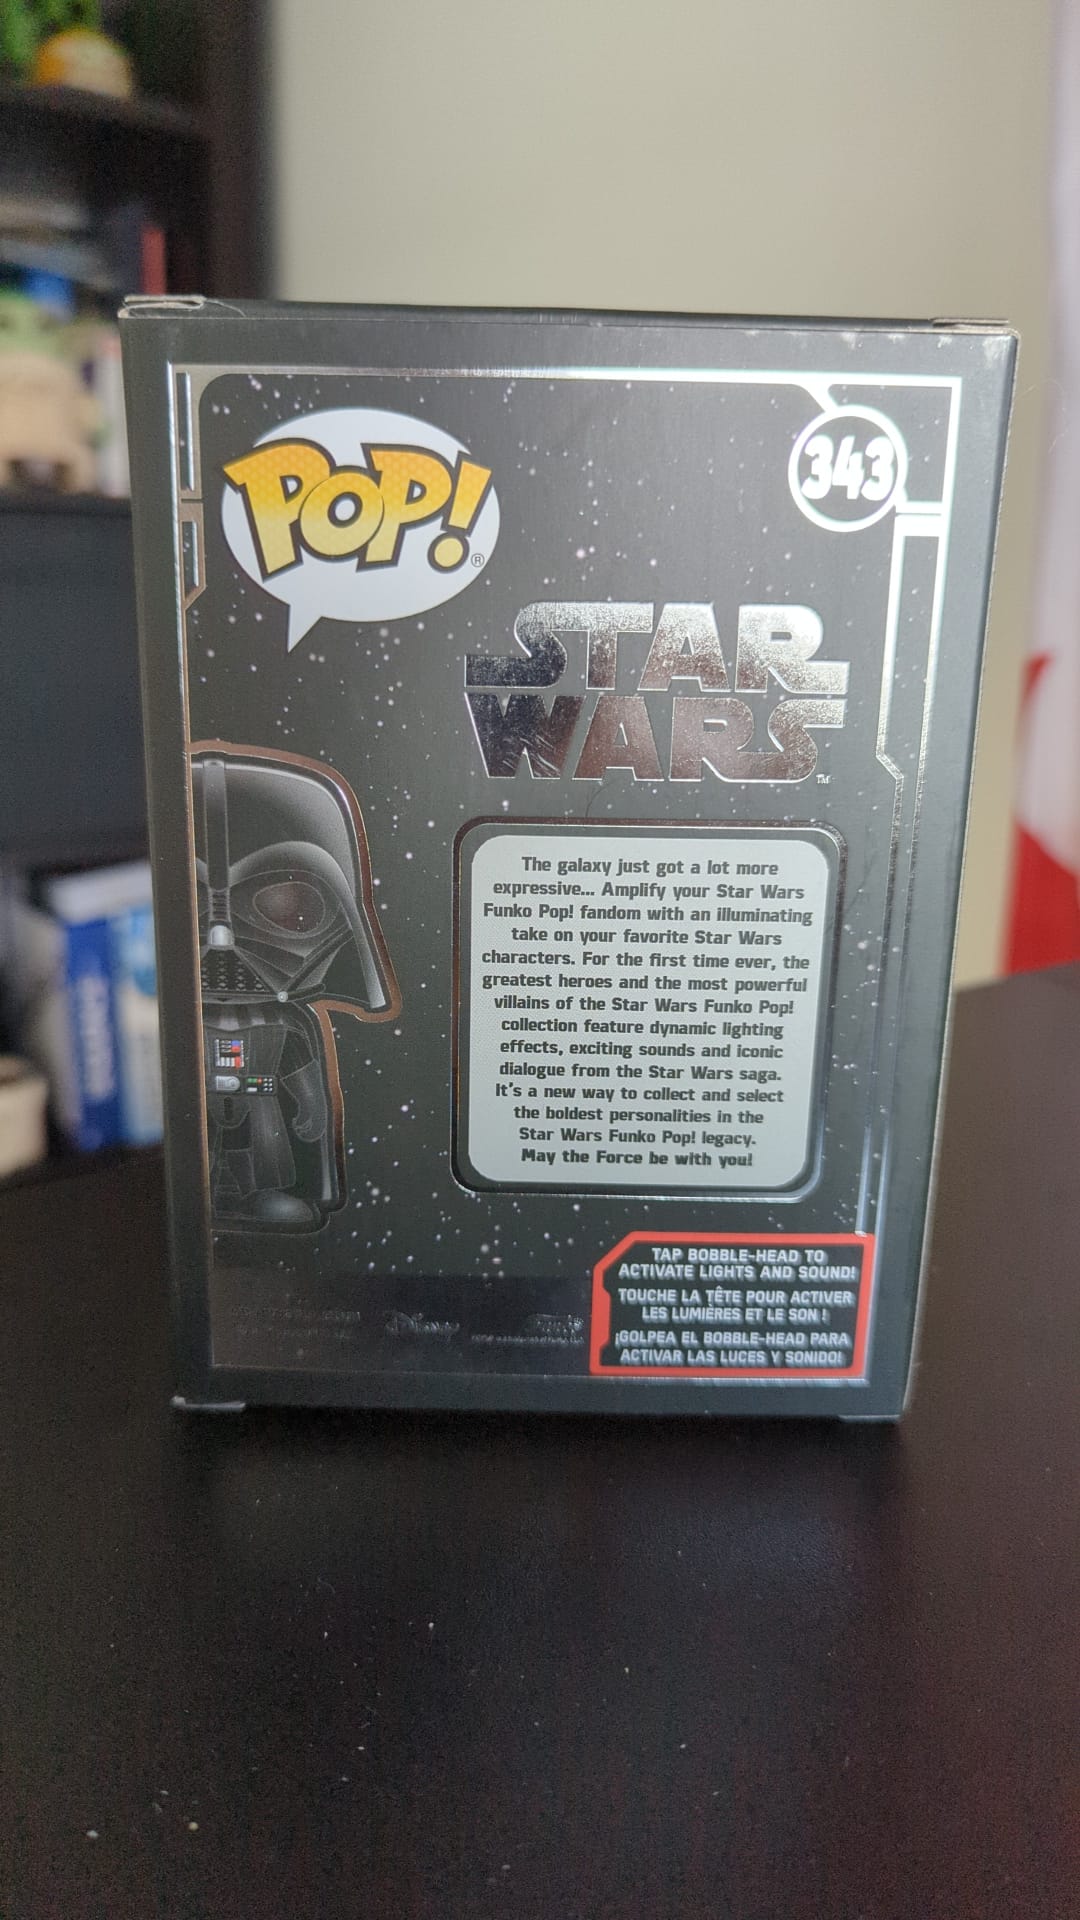 POP!®
343
STAR
WARS™
The galaxy just got a lot more
expressive... Amplify your Star Wars
Funko Pop! fandom with an illuminating
take on your favorite Star Wars
characters. For the first time ever, the
greatest heroes and the most powerful
villains of the Star Wars Funko Pop!
collection feature dynamic lighting
effects, exciting sounds and iconic
dialogue from the Star Wars saga.
It's a new way to collect and select
the boldest personalities in the
Star Wars Funko Pop! legacy.
May the Force be with you!
TAP BOBBLE-HEAD TO
ACTIVATE LIGHTS AND SOUND!
TOUCHE LA TÊTE POUR ACTIVER
LES LUMIÈRES ET LE SON !
¡GOLPEA EL BOBBLE-HEAD PARA
ACTIVAR LAS LUCES Y SONIDO!
Disney